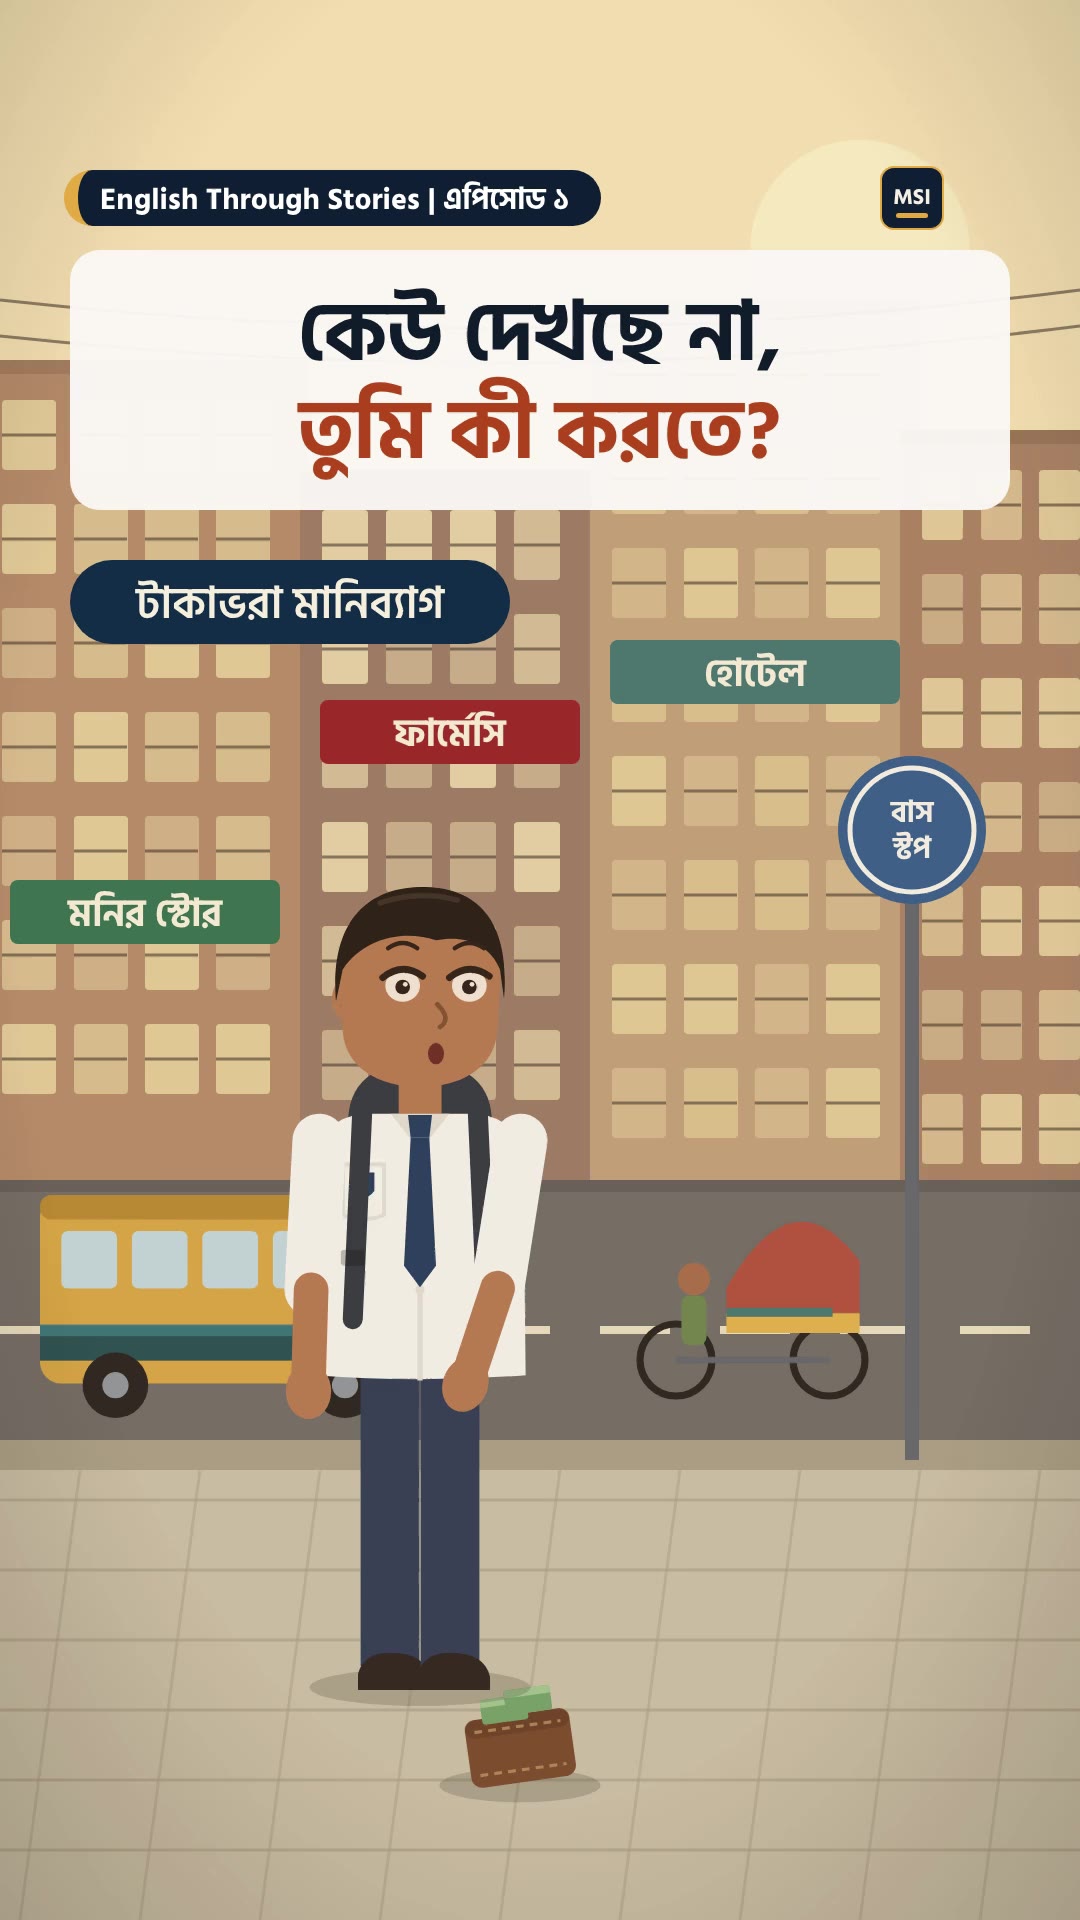 English Through Stories | এপিসোড ১
MSI
কেউ দেখছে না,
তুমি কী করতে?
টাকাভরা মানিব্যাগ
হোটেল
ফার্মেসি
বাস
স্টপ
মনির স্টোর